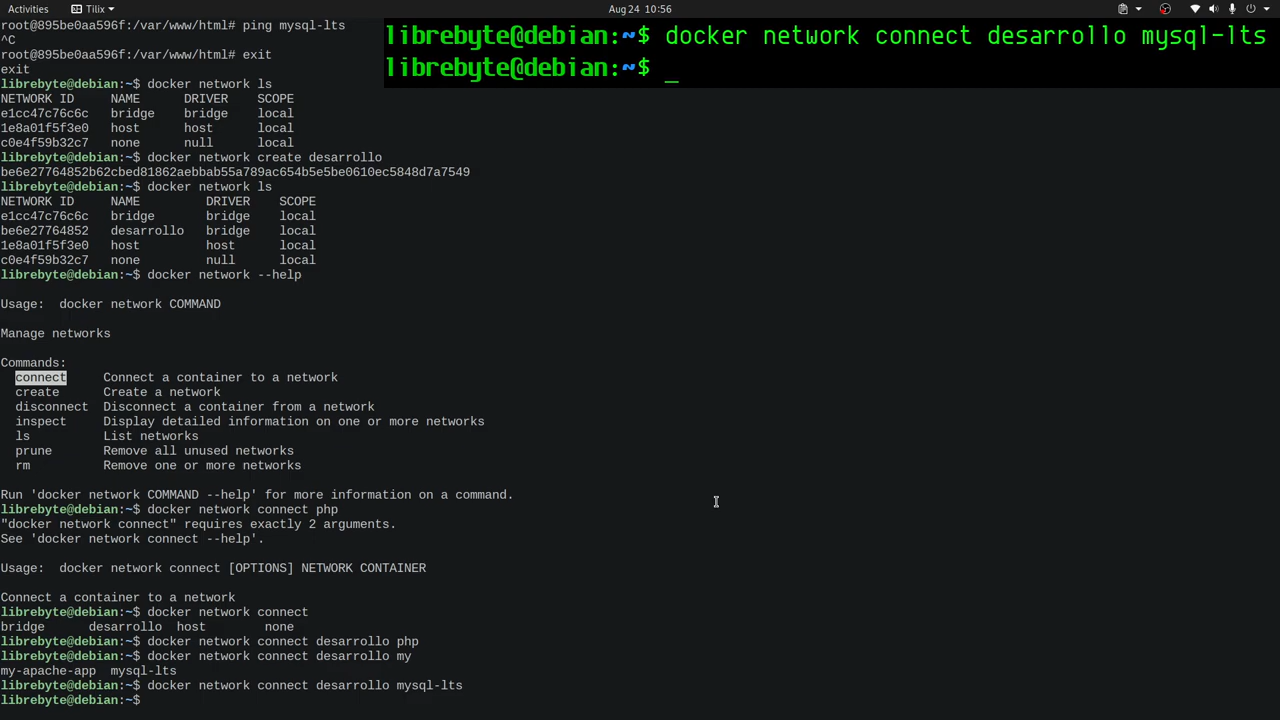 Activities Tilix Aug 24 10:56
root@895be0aa596f:/var/www/html# ping mysql-lts
^C
root@895be0aa596f:/var/www/html# exit
exit
librebyte@debian:~$ docker network connect desarrollo mysql-lts
librebyte@debian:~$ _
librebyte@debian:~$ docker network ls
NETWORK ID NAME DRIVER SCOPE
e1cc47c76c6c bridge bridge local
1e8a01f5f3e0 host host local
c0e4f59b32c7 none null local
librebyte@debian:~$ docker network create desarrollo
be6e27764852b62cbed81862aebbab55a789ac654b5e5be0610ec5848d7a7549
librebyte@debian:~$ docker network ls
NETWORK ID NAME DRIVER SCOPE
e1cc47c76c6c bridge bridge local
be6e27764852 desarrollo bridge local
1e8a01f5f3e0 host host local
c0e4f59b32c7 none null local
librebyte@debian:~$ docker network --help
Usage: docker network COMMAND
Manage networks
Commands:
connect Connect a container to a network
create Create a network
disconnect Disconnect a container from a network
inspect Display detailed information on one or more networks
ls List networks
prune Remove all unused networks
rm Remove one or more networks
Run 'docker network COMMAND --help' for more information on a command.
librebyte@debian:~$ docker network connect php
"docker network connect" requires exactly 2 arguments.
See 'docker network connect --help'.
Usage: docker network connect [OPTIONS] NETWORK CONTAINER
Connect a container to a network
librebyte@debian:~$ docker network connect
bridge desarrollo host none
librebyte@debian:~$ docker network connect desarrollo php
librebyte@debian:~$ docker network connect desarrollo my
my-apache-app mysql-lts
librebyte@debian:~$ docker network connect desarrollo mysql-lts
librebyte@debian:~$